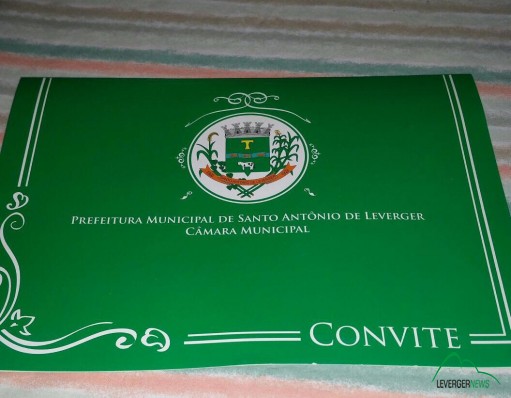 PREFEITURA MUNICIPAL DE SANTO ANTÔNIO DE LEVERGER
CÂMARA MUNICIPAL
CONVITE
LEVERGERNEWS